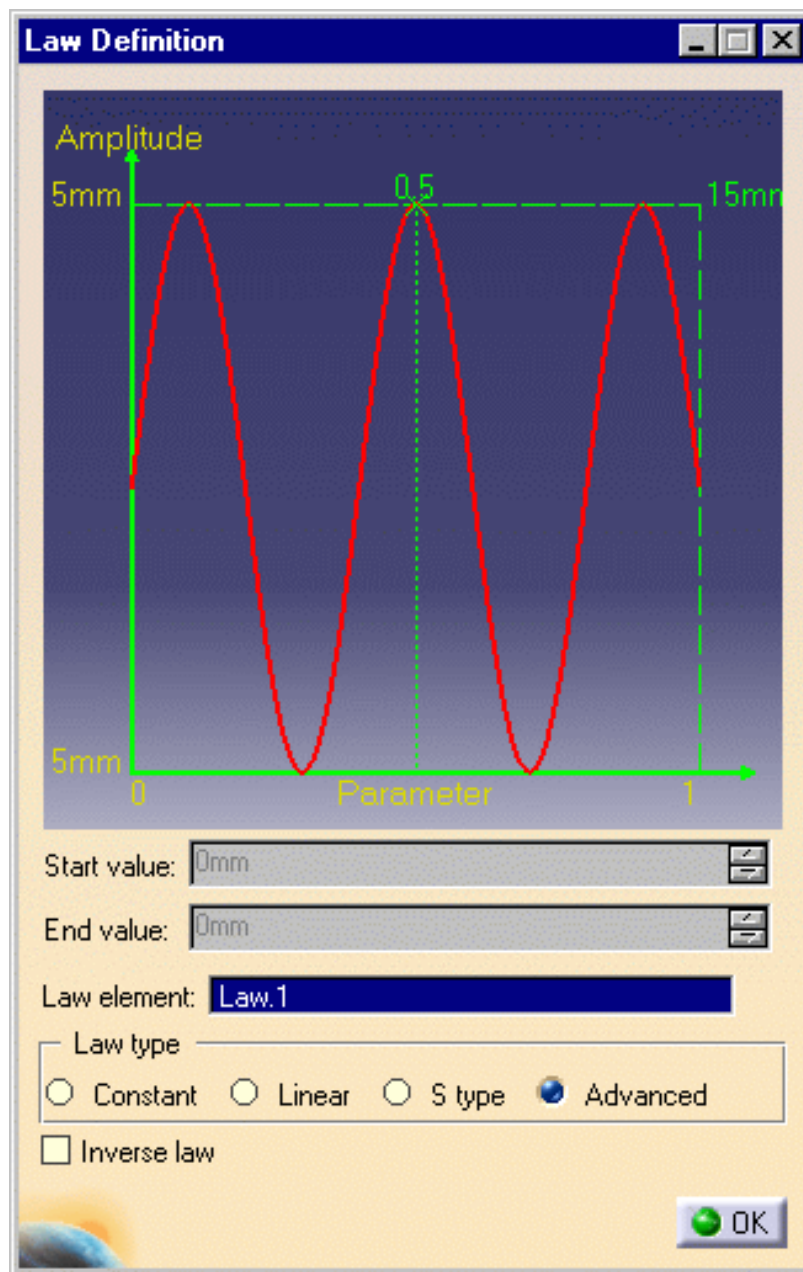 Law Definition
Amplitude
5mm 0.5 15mm
5mm
0 Parameter 1
Start value: 0mm
End value: 0mm
Law element: Law.1
Law type
Constant Linear S type Advanced
Inverse law
OK